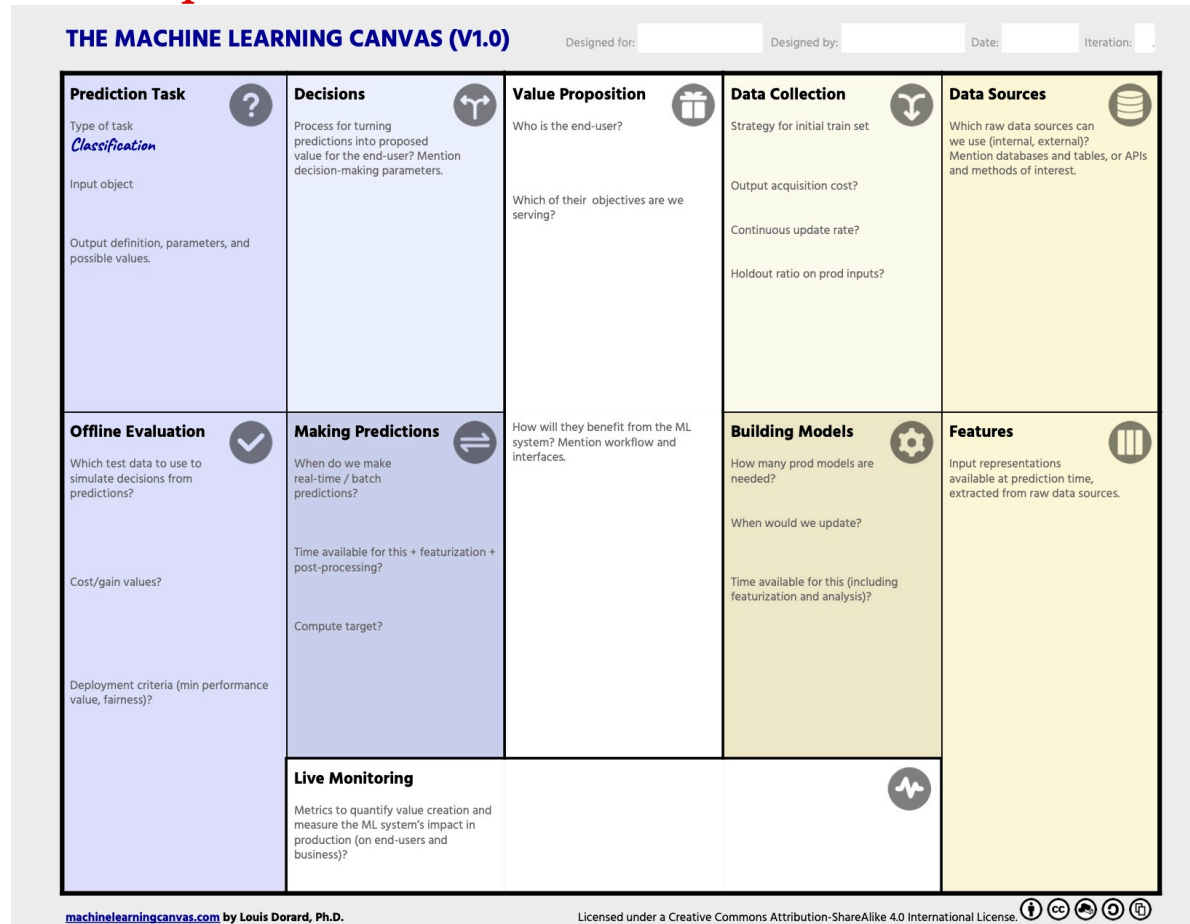 THE MACHINE LEARNING CANVAS (V1.0)
Designed for:
Designed by:
Date:
Iteration: .
Prediction Task
Type of task
Classification
Input object
Output definition, parameters, and
possible values.
Decisions
Process for turning
predictions into proposed
value for the end-user? Mention
decision-making parameters.
Value Proposition
Who is the end-user?
Which of their objectives are we
serving?
How will they benefit from the ML
system? Mention workflow and
interfaces.
Data Collection
Strategy for initial train set
Output acquisition cost?
Continuous update rate?
Holdout ratio on prod inputs?
Data Sources
Which raw data sources can
we use (internal, external)?
Mention databases and tables, or APIs
and methods of interest.
Offline Evaluation
Which test data to use to
simulate decisions from
predictions?
Cost/gain values?
Deployment criteria (min performance
value, fairness)?
Making Predictions
When do we make
real-time / batch
predictions?
Time available for this + featurization +
post-processing?
Compute target?
Building Models
How many prod models are
needed?
When would we update?
Time available for this (including
featurization and analysis)?
Features
Input representations
available at prediction time,
extracted from raw data sources.
Live Monitoring
Metrics to quantify value creation and
measure the ML system's impact in
production (on end-users and
business)?
machinelearningcanvas.com by Louis Dorard, Ph.D.
Licensed under a Creative Commons Attribution-ShareAlike 4.0 International License.